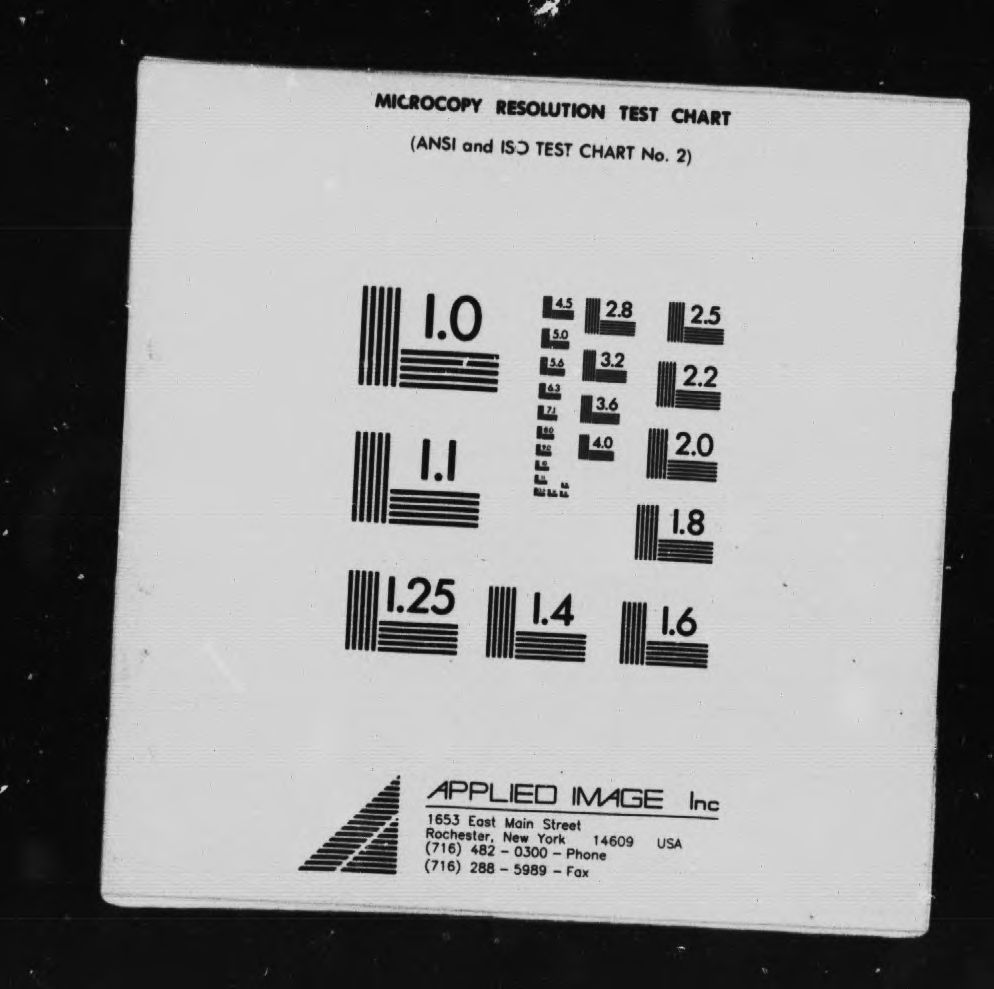 MICROCOPY RESOLUTION TEST CHART
(ANSI and ISO TEST CHART No. 2)
1.0
4.5
2.8
2.5
5.0
5.6
3.2
2.2
6.3
3.6
7.1
8.0
4.0
2.0
9.0
1.1
1.8
1.25
1.4
1.6
APPLIED IMAGE Inc
1653 East Main Street
Rochester, New York 14609 USA
(716) 482 - 0300 - Phone
(716) 288 - 5989 - Fax